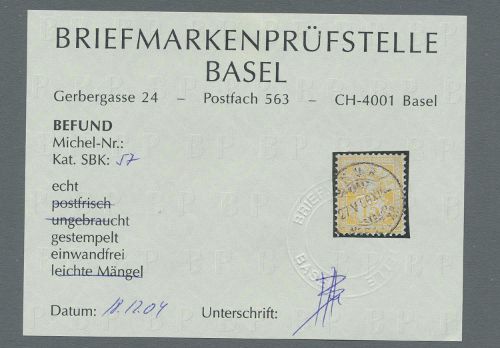 BRIEFMARKENPRÜFSTELLE
BASEL
Gerbergasse 24 – Postfach 563 – CH-4001 Basel
BEFUND
Michel-Nr.:
Kat. SBK: 57
echt
postfrisch
ungebraucht
gestempelt
einwandfrei
leichte Mängel
Datum: 18.12.04 Unterschrift: